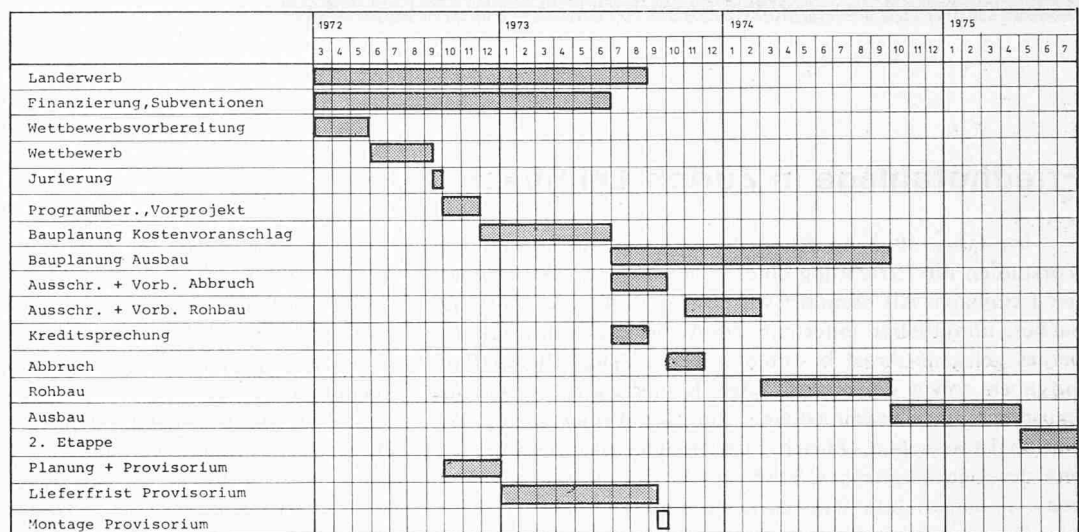 1972 1973 1974 1975
3 4 5 6 7 8 9 10 11 12 1 2 3 4 5 6 7 8 9 10 11 12 1 2 3 4 5 6 7 8 9 10 11 12 1 2 3 4 5 6 7
Landerwerb
Finanzierung,Subventionen
Wettbewerbsvorbereitung
Wettbewerb
Jurierung
Programmber.,Vorprojekt
Bauplanung Kostenvoranschlag
Bauplanung Ausbau
Ausschr. + Vorb. Abbruch
Ausschr. + Vorb. Rohbau
Kreditsprechung
Abbruch
Rohbau
Ausbau
2. Etappe
Planung + Provisorium
Lieferfrist Provisorium
Montage Provisorium